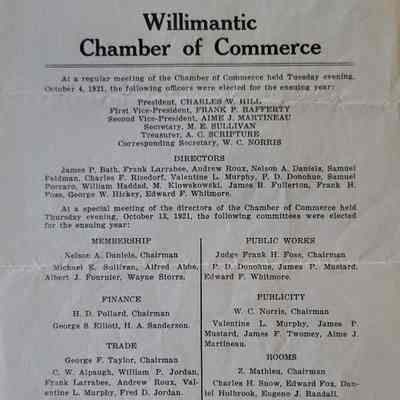 Willimantic
Chamber of Commerce
At a regular meeting of the Chamber of Commerce held Tuesday evening,
October 4, 1921, the following officers were elected for the ensuing year:
President, CHARLES W. HILL
First Vice-President, FRANK P. RAFFERTY
Second Vice-President, AIME J. MARTINEAU
Secretary, M. E. SULLIVAN
Treasurer, A. C. SCRIPTURE
Corresponding Secretary, W. C. NORRIS
DIRECTORS
James P. Bath, Frank Larrabee, Andrew Roux, Nelson A. Daniels, Samuel
Feldman, Charles F. Risedorf, Valentine L. Murphy, P. D. Donohue, Samuel
Porzaro, William Haddad, M. Klowskowski, James B. Fullerton, Frank H.
Foss, George W. Hickey, Edward F. Whitmore.
At a special meeting of the directors of the Chamber of Commerce held
Thursday evening, October 13, 1921, the following committees were elected
for the ensuing year:
MEMBERSHIP
Nelson A. Daniels, Chairman
Michael E. Sullivan, Alfred Abbe,
Albert J. Fournier, Wayne Storrs.
FINANCE
H. D. Pollard, Chairman
George S. Elliott, H. A. Sanderson.
TRADE
George F. Taylor, Chairman
C. W. Alpaugh, William P. Jordan,
Frank Larrabee, Andrew Roux, Val-
entine L. Murphy, Fred D. Jordan.
PUBLIC WORKS
Judge Frank H. Foss, Chairman
P. D. Donohue, James P. Mustard,
Edward F. Whitmore.
PUBLICITY
W. C. Norris, Chairman
Valentine L. Murphy, James P.
Mustard, James F. Twomey, Aime J.
Martineau.
ROOMS
Z. Mathieu, Chairman
Charles H. Snow, Edward Fox, Dan-
iel Holbrook, Eugene J. Randall.